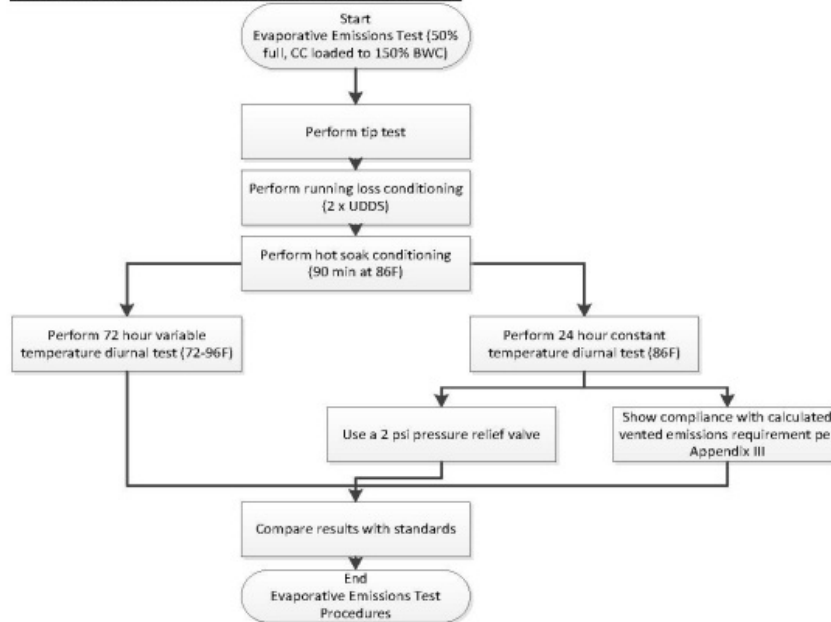 Start
Evaporative Emissions Test (50%
full, CC loaded to 150% BWC)
Perform tip test
Perform running loss conditioning
(2 x UDDS)
Perform hot soak conditioning
(90 min at 86F)
Perform 72 hour variable
temperature diurnal test (72-96F)
Perform 24 hour constant
temperature diurnal test (86F)
Use a 2 psi pressure relief valve
Show compliance with calculated
vented emissions requirement pe
Appendix III
Compare results with standards
End
Evaporative Emissions Test
Procedures